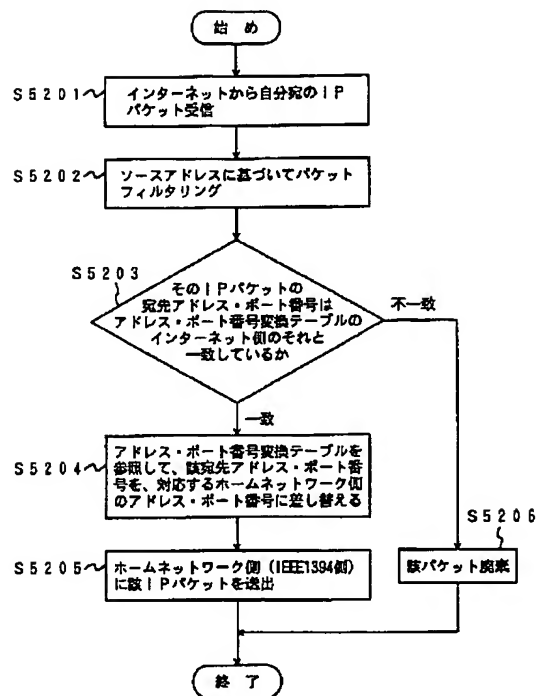 始 め
S5201
インターネットから自分宛のIP
パケット受信
S5202
ソースアドレスに基づいてパケット
フィルタリング
S5203
そのIPパケットの
宛先アドレス・ポート番号は
アドレス・ポート番号変換テーブルの
インターネット側のそれと
一致しているか
不一致
一致
S5204
アドレス・ポート番号変換テーブルを
参照して、該宛先アドレス・ポート番
号を、対応するホームネットワーク側
のアドレス・ポート番号に差し替える
S5206
該パケット廃棄
S5205
ホームネットワーク側(IEEE1394側)
に該IPパケットを送出
終 了